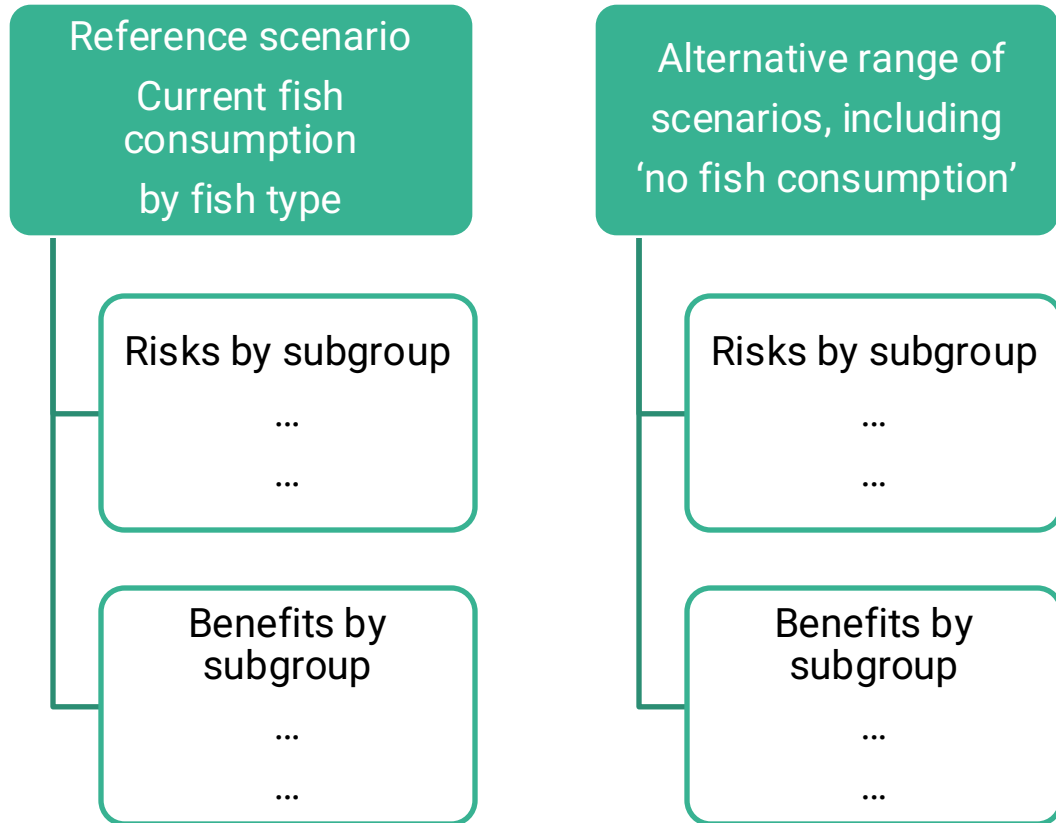 Reference scenario
Current fish
consumption
by fish type
Risks by subgroup
...
...
Benefits by
subgroup
...
...
Alternative range of
scenarios, including
‘no fish consumption’
Risks by subgroup
...
...
Benefits by
subgroup
...
...